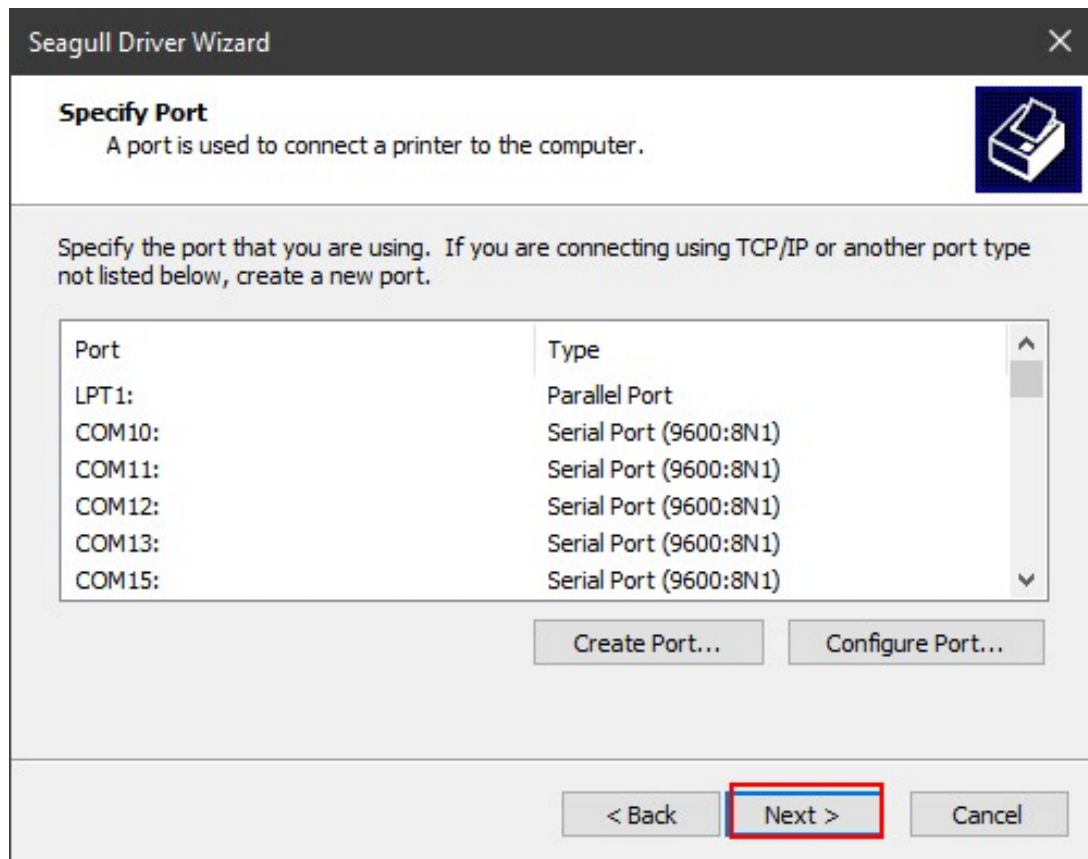 Seagull Driver Wizard
Specify Port
A port is used to connect a printer to the computer.
Specify the port that you are using.  If you are connecting using TCP/IP or another port type
not listed below, create a new port.
Port Type
LPT1: Parallel Port
COM10: Serial Port (9600:8N1)
COM11: Serial Port (9600:8N1)
COM12: Serial Port (9600:8N1)
COM13: Serial Port (9600:8N1)
COM15: Serial Port (9600:8N1)
Create Port... Configure Port...
< Back Next > Cancel